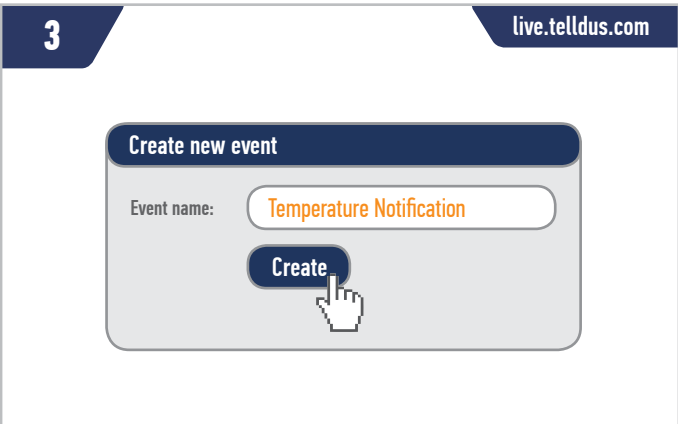 3
live.telldus.com
Create new event
Event name:
Temperature Notification
Create